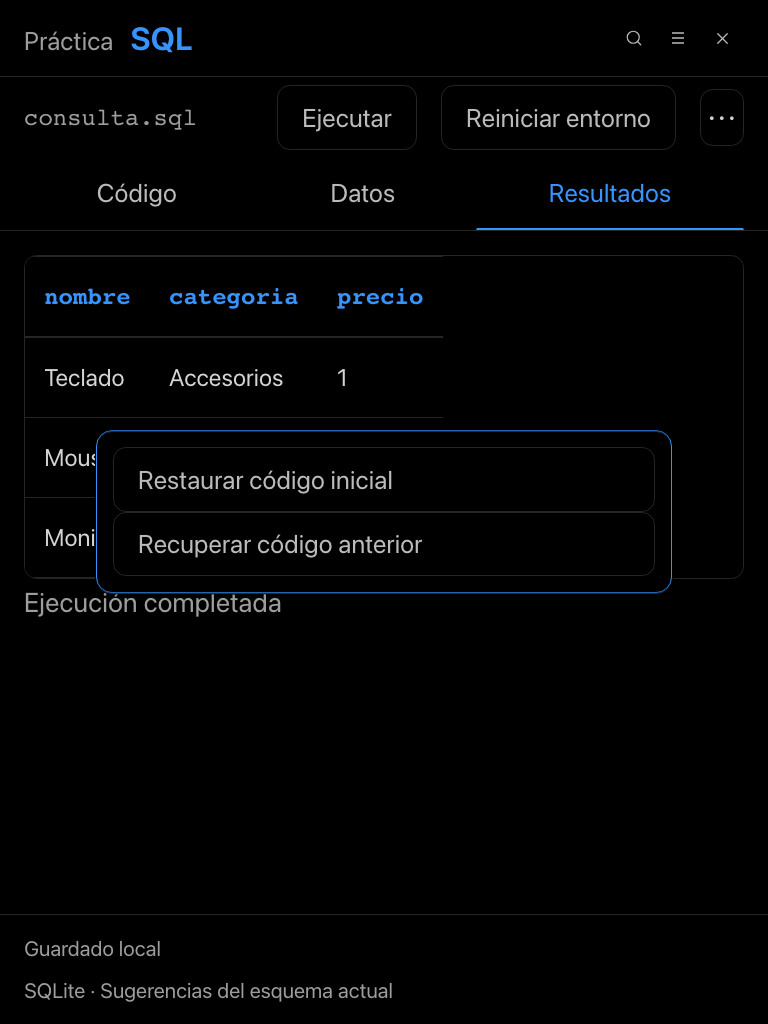 Práctica SQL
consulta.sql Ejecutar Reiniciar entorno ...
Código Datos Resultados
nombre categoria precio
Teclado Accesorios 1
Restaurar código inicial
Recuperar código anterior
Ejecución completada
Guardado local
SQLite · Sugerencias del esquema actual